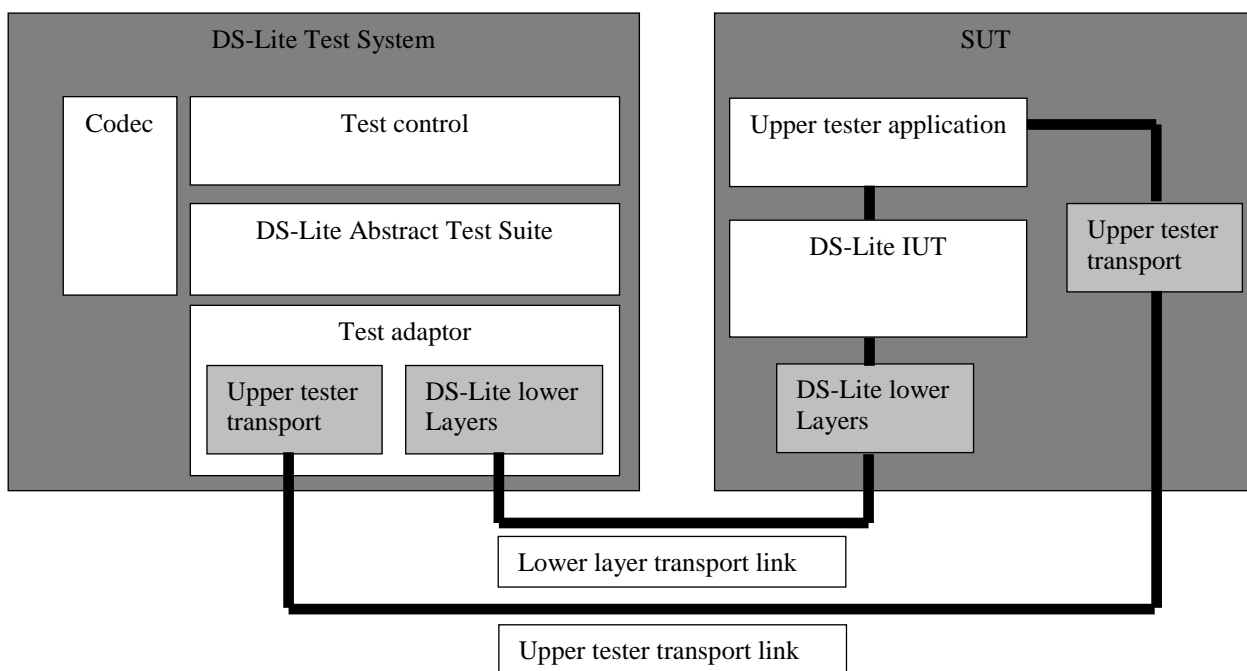 DS-Lite Test System
Codec
Test control
DS-Lite Abstract Test Suite
Test adaptor
Upper tester
transport
DS-Lite lower
Layers
SUT
Upper tester application
DS-Lite IUT
Upper tester
transport
DS-Lite lower
Layers
Lower layer transport link
Upper tester transport link